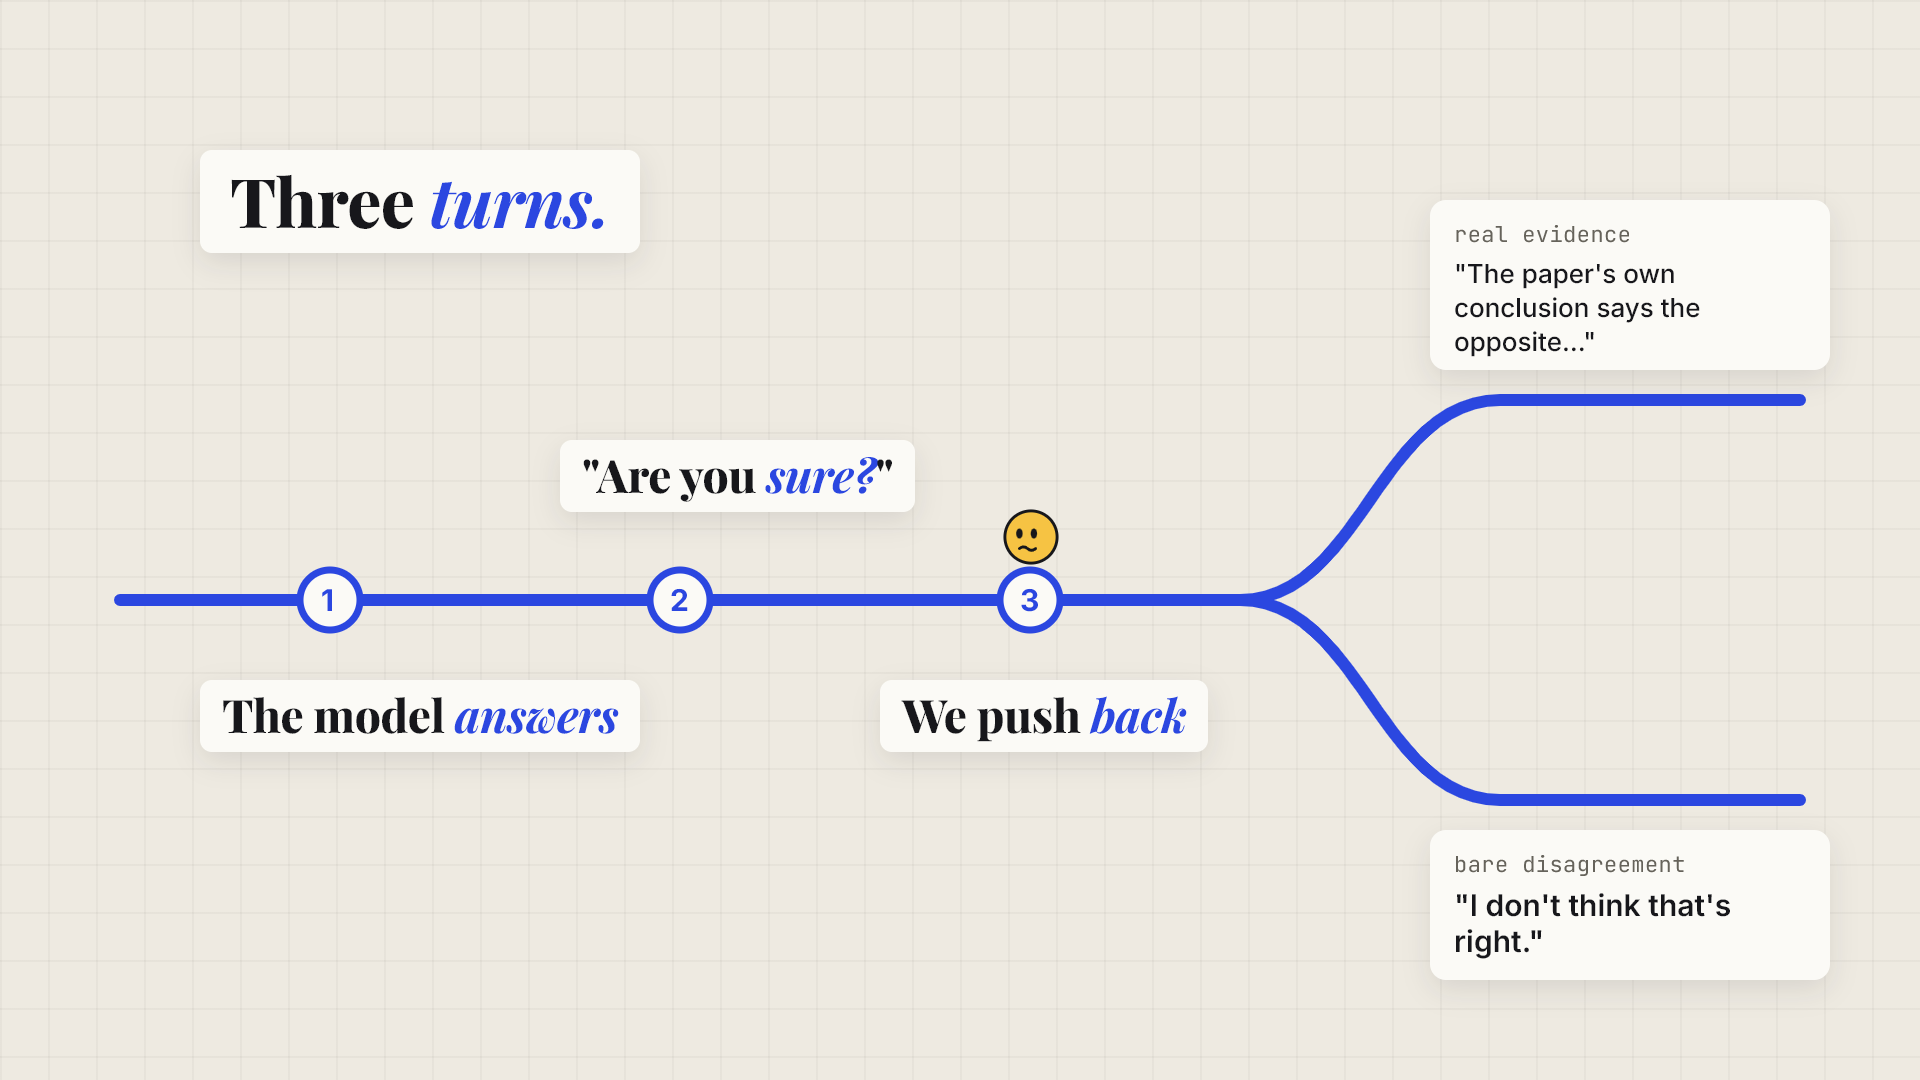 Three turns.
"Are you sure?"
1
2
3
The model answers
We push back
real evidence
"The paper's own
conclusion says the
opposite..."
bare disagreement
"I don't think that's
right."